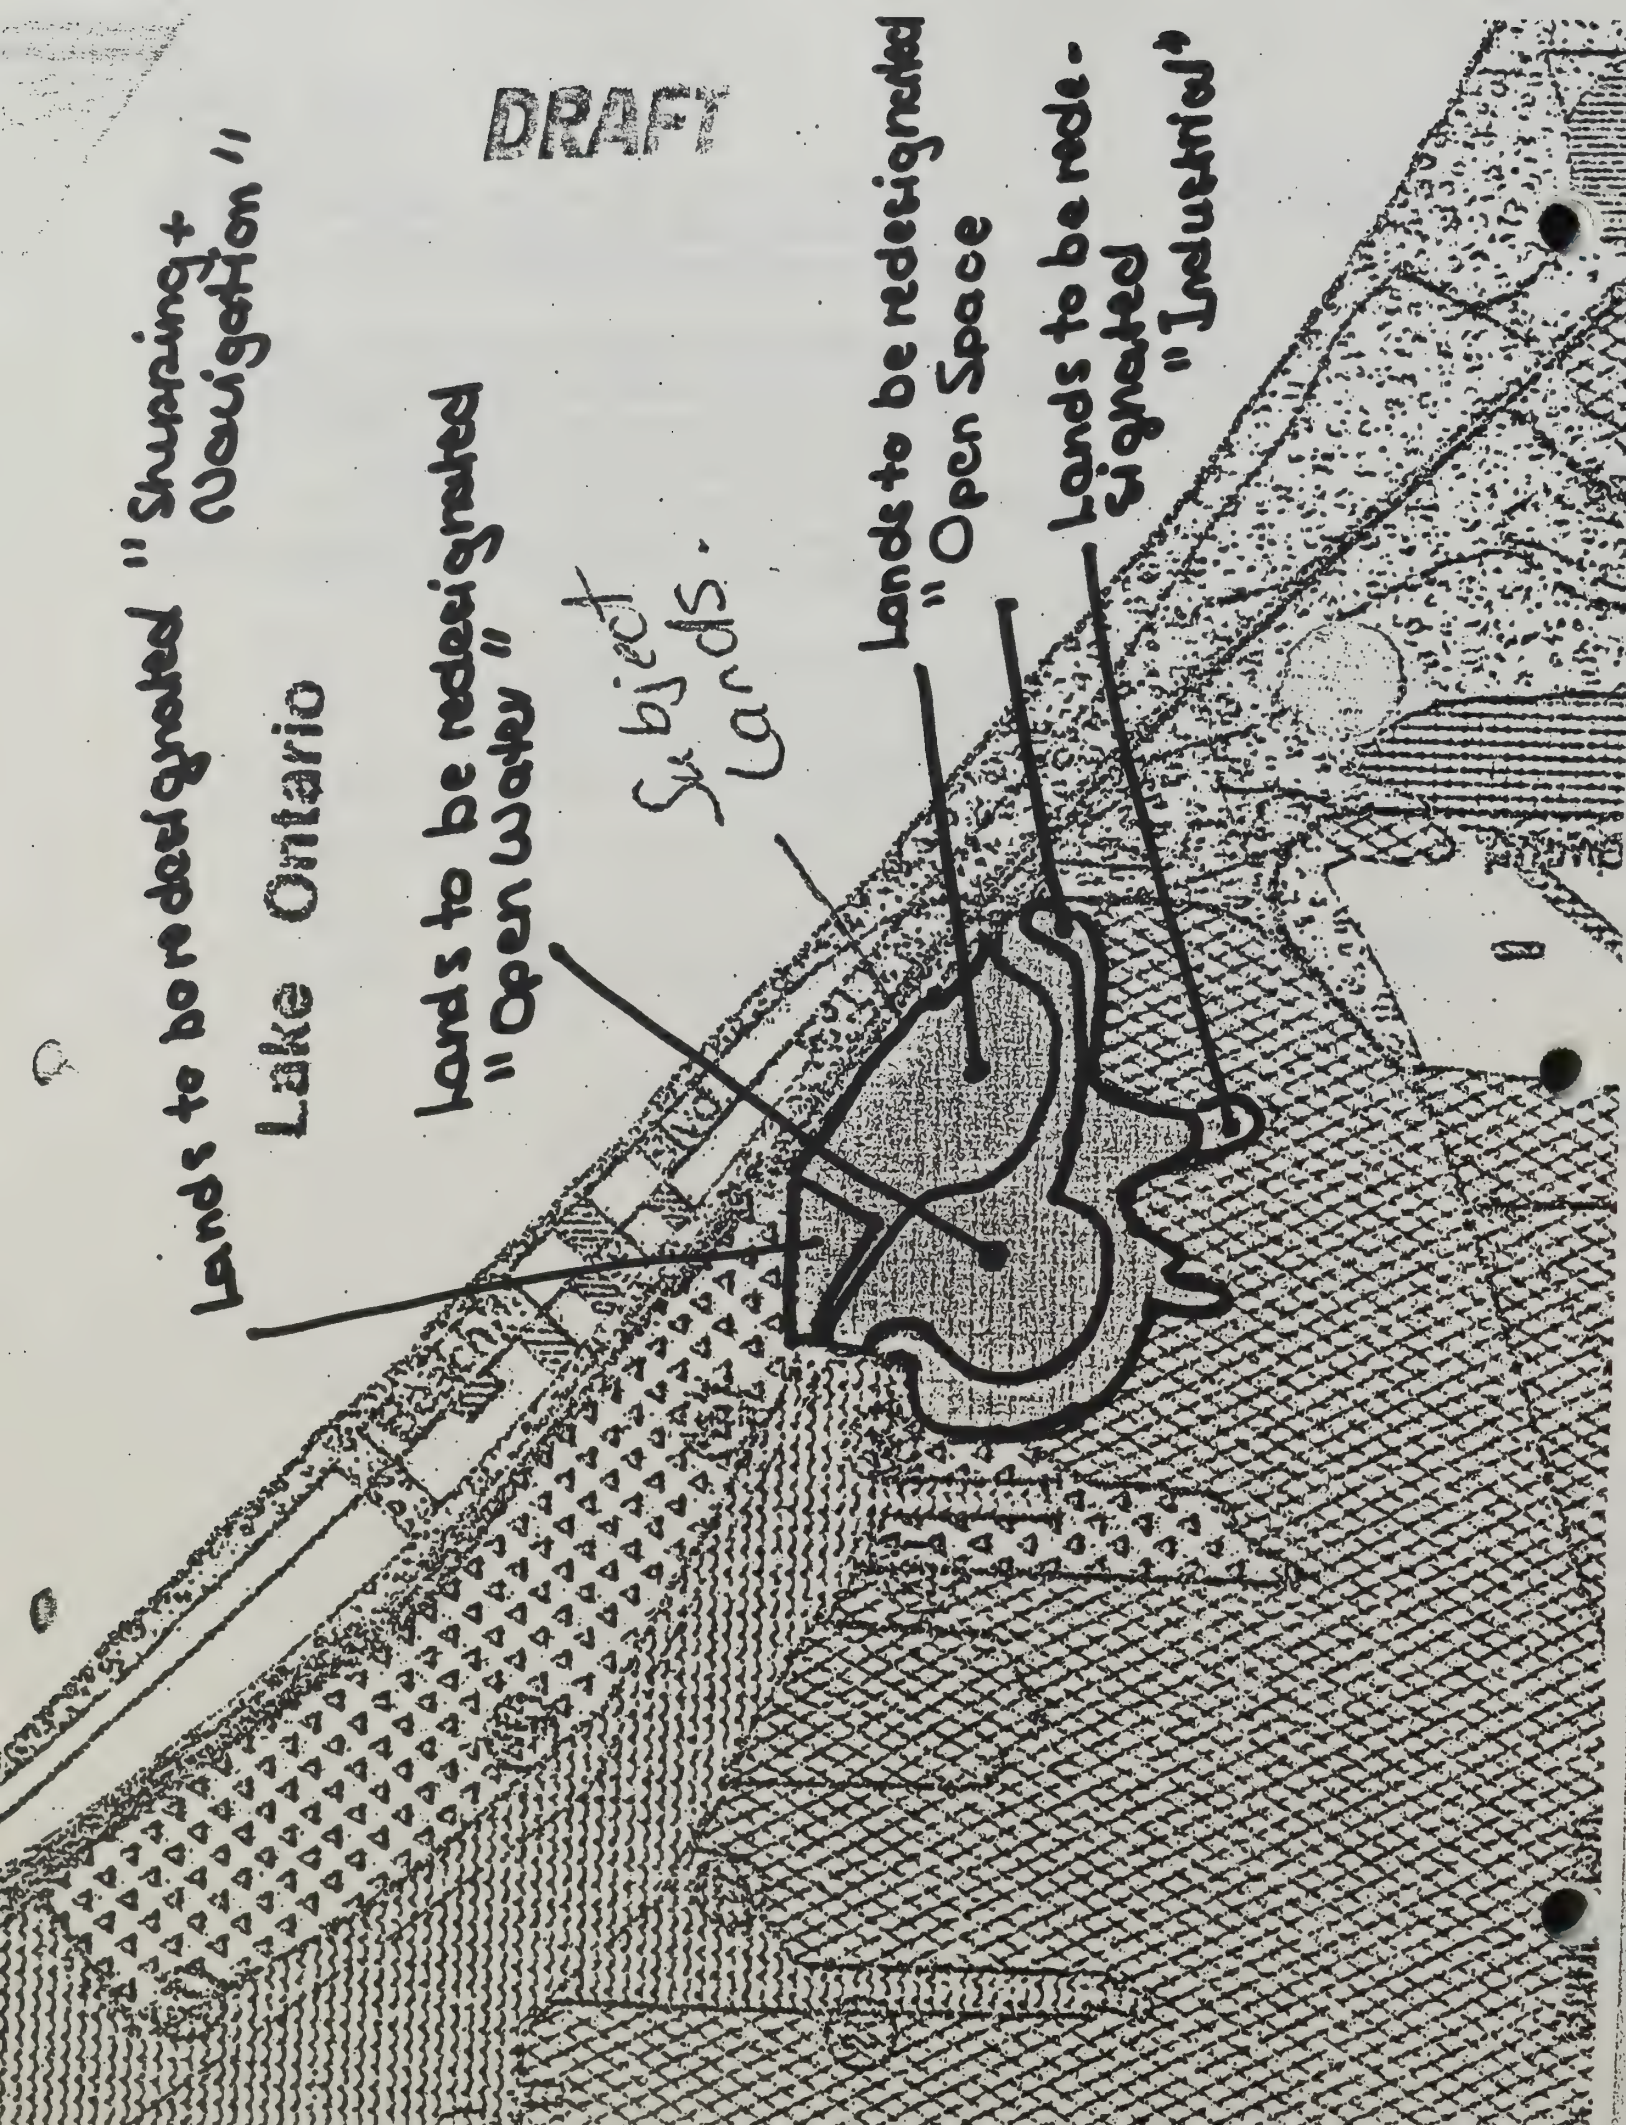 Lands to be redesignated "Shipping +
Navigation"
Lake Ontario
Lands to be redesignated
"Open Water"
DRAFT
Subject
Lands.
Lands to be redesignated
"Open Space
Lands to be rede-
signated
"Industrial"